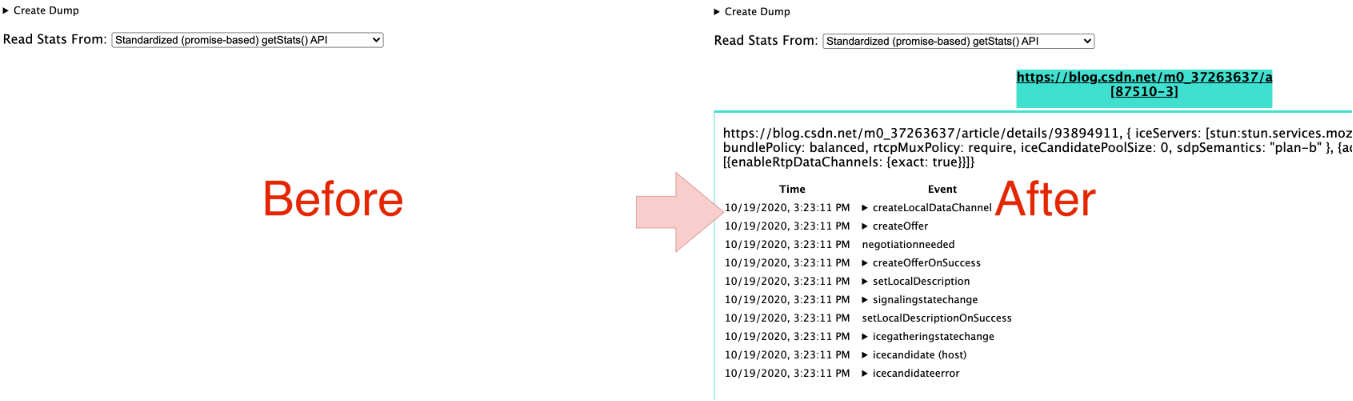 ▸ Create Dump
Read Stats From: Standardized (promise-based) getStats() API
Before
▸ Create Dump
Read Stats From: Standardized (promise-based) getStats() API
https://blog.csdn.net/m0_37263637/a
[87510-3]
https://blog.csdn.net/m0_37263637/article/details/93894911, { iceServers: [stun:stun.services.moz
bundlePolicy: balanced, rtcpMuxPolicy: require, iceCandidatePoolSize: 0, sdpSemantics: "plan-b" }, {ad
[{enableRtpDataChannels: {exact: true}}]}
Time Event
After
10/19/2020, 3:23:11 PM ▸ createLocalDataChannel
10/19/2020, 3:23:11 PM ▸ createOffer
10/19/2020, 3:23:11 PM negotiationneeded
10/19/2020, 3:23:11 PM ▸ createOfferOnSuccess
10/19/2020, 3:23:11 PM ▸ setLocalDescription
10/19/2020, 3:23:11 PM ▸ signalingstatechange
10/19/2020, 3:23:11 PM setLocalDescriptionOnSuccess
10/19/2020, 3:23:11 PM ▸ icegatheringstatechange
10/19/2020, 3:23:11 PM ▸ icecandidate (host)
10/19/2020, 3:23:11 PM ▸ icecandidateerror